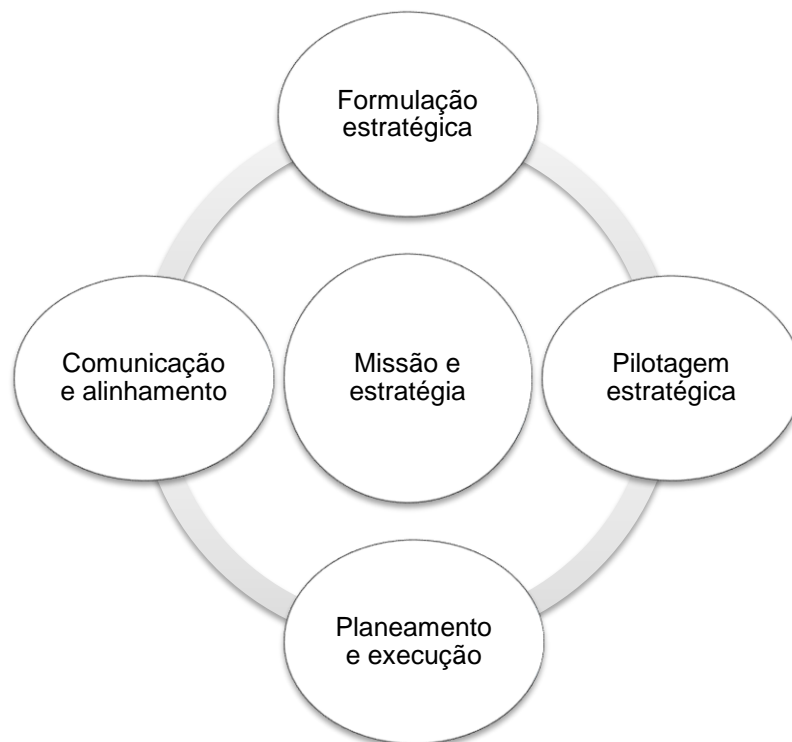 Formulação
estratégica
Comunicação
e alinhamento
Missão e
estratégia
Pilotagem
estratégica
Planeamento
e execução